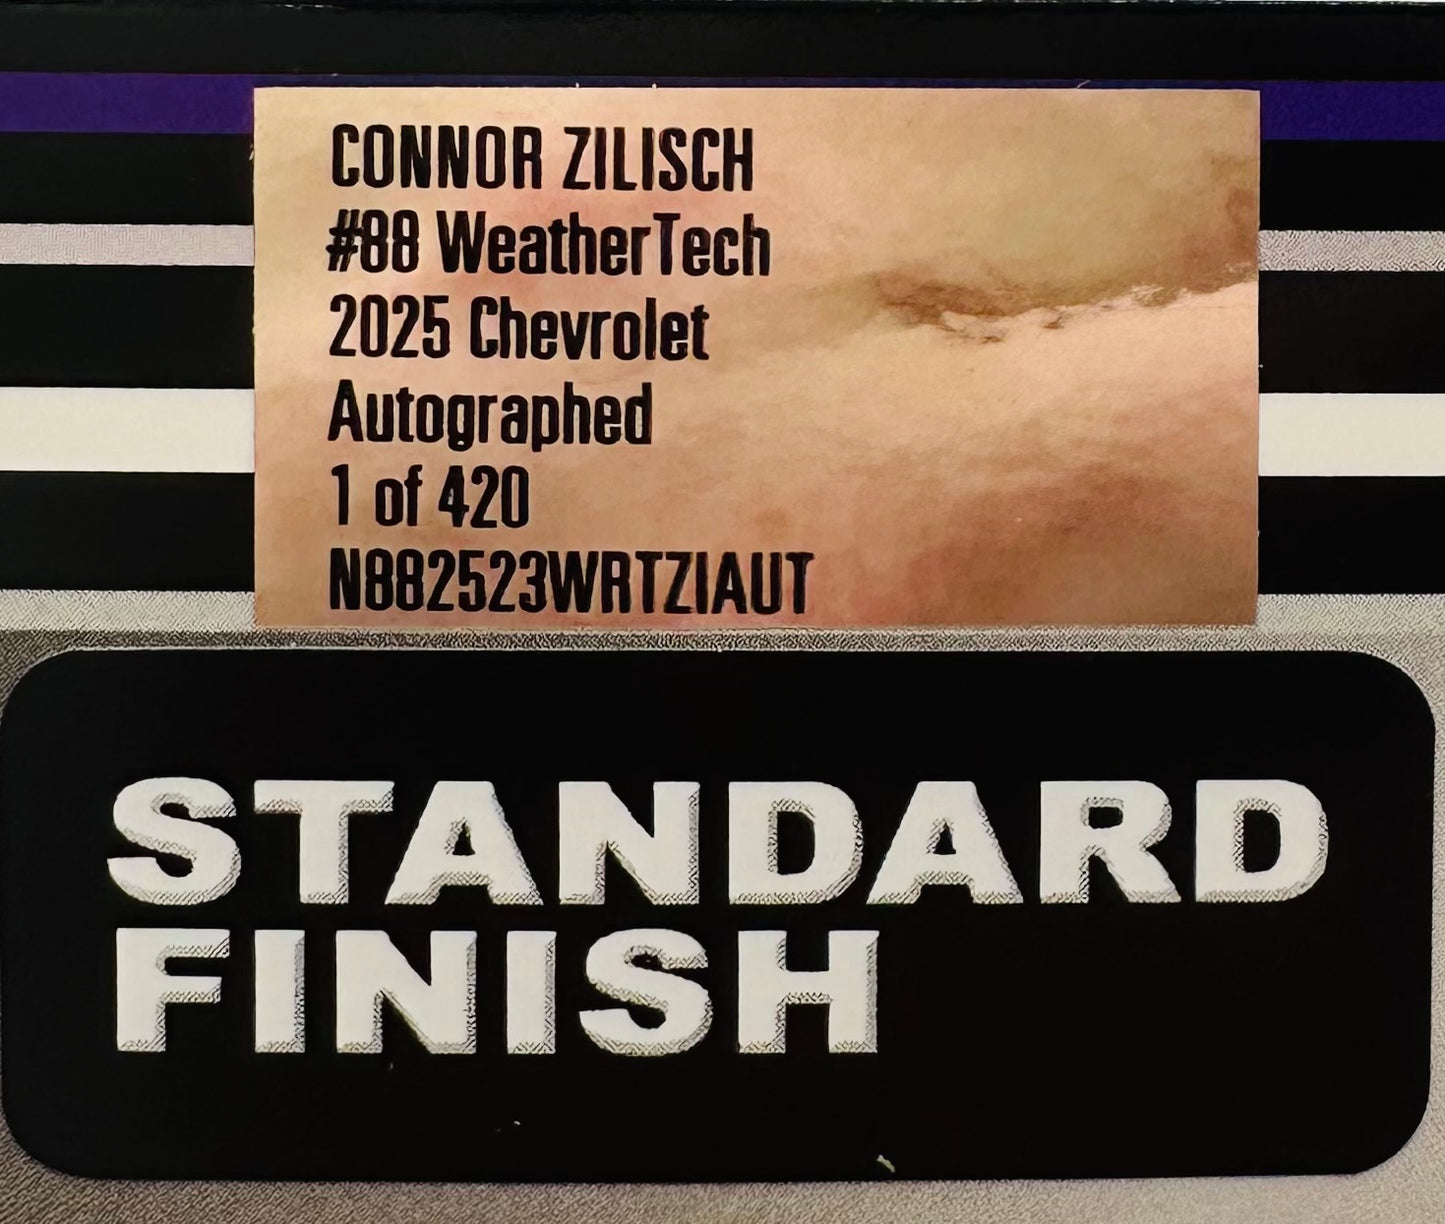 CONNOR ZILISCH
#88 WeatherTech
2025 Chevrolet
Autographed
1 of 420
N882523WRTZIAUT
STANDARD
FINISH